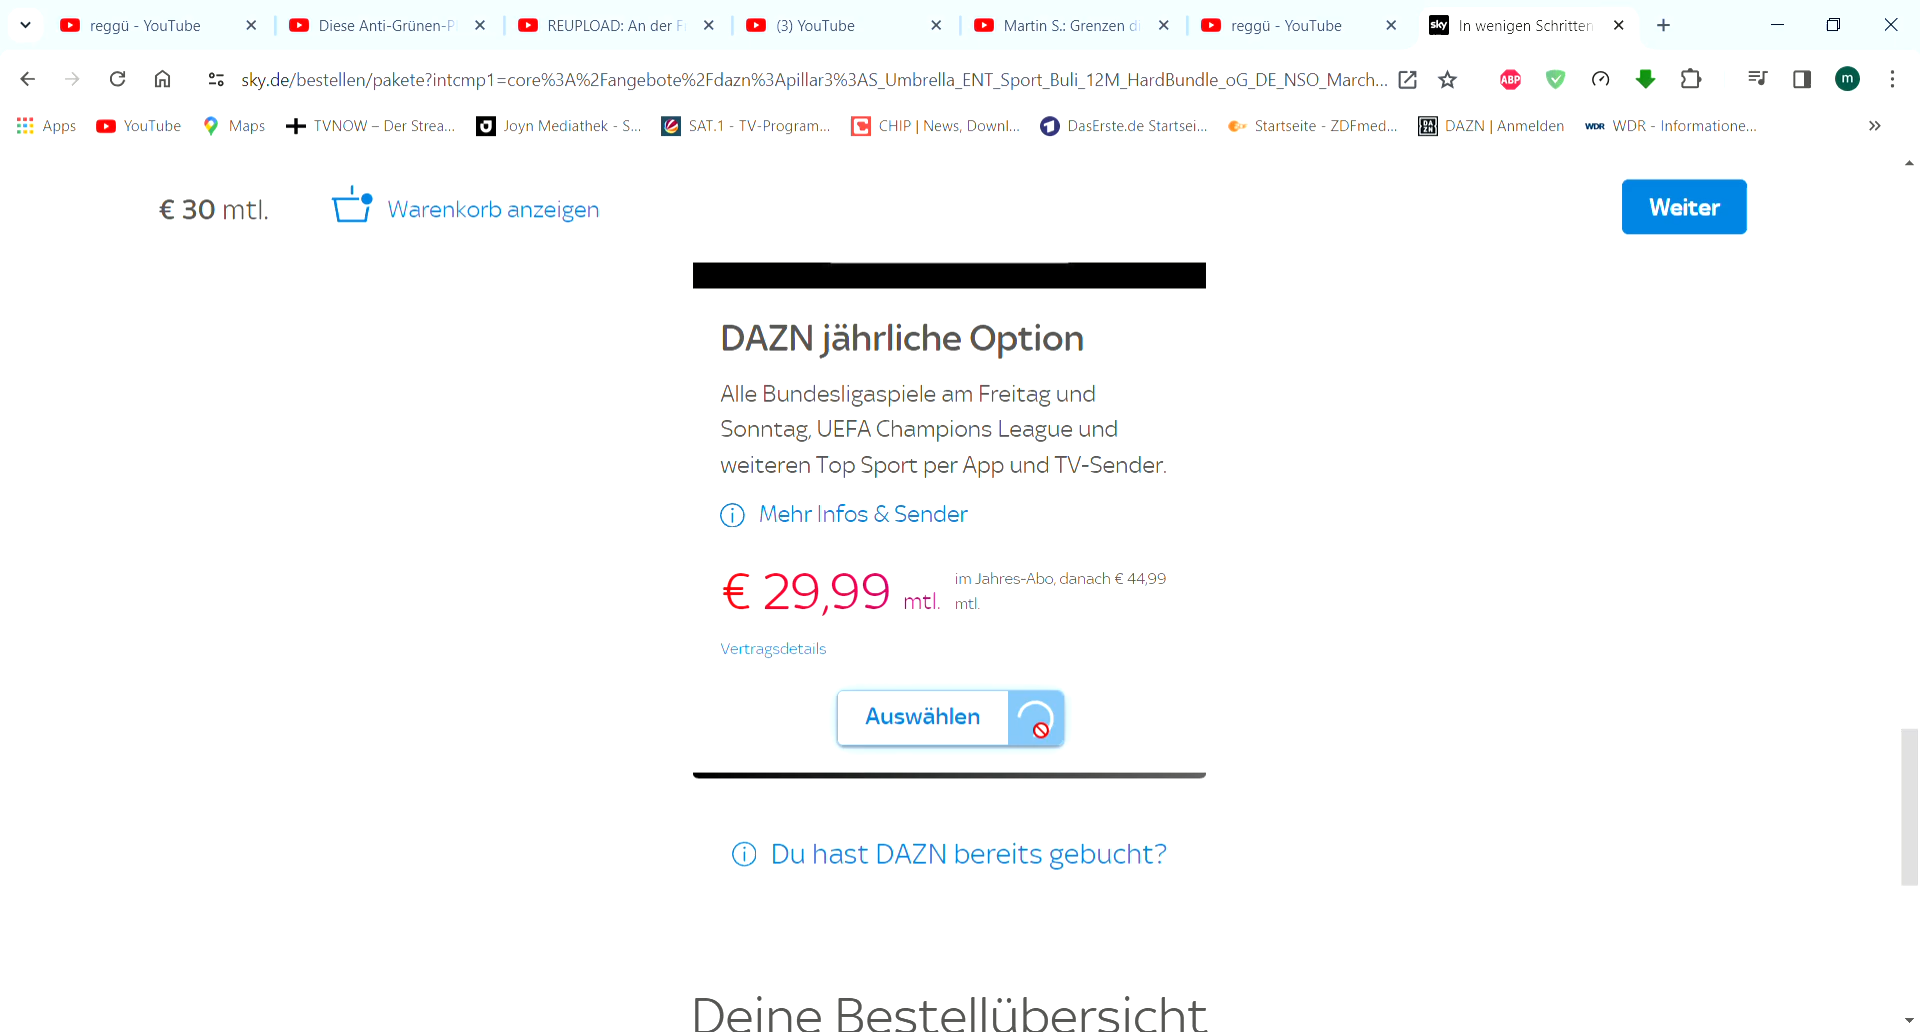 reggü - YouTube
Diese Anti-Grünen-P
REUPLOAD: An der F
(3) YouTube
Martin S.: Grenzen di
reggü - YouTube
sky In wenigen Schritten
sky.de/bestellen/pakete?intcmp1=core%3A%2Fangebote%2Fdazn%3Apillar3%3AS_Umbrella_ENT_Sport_Buli_12M_HardBundle_oG_DE_NSO_March...
ABP
m
Apps
YouTube
Maps
TVNOW – Der Strea...
Joyn Mediathek - S...
SAT.1 - TV-Program...
CHIP | News, Downl...
DasErste.de Startsei...
Startseite - ZDFmed...
DAZN | Anmelden
WDR WDR - Informatione...
€ 30 mtl.
Warenkorb anzeigen
Weiter
DAZN jährliche Option
Alle Bundesligaspiele am Freitag und
Sonntag, UEFA Champions League und
weiteren Top Sport per App und TV-Sender.
Mehr Infos & Sender
€ 29,99 mtl.
im Jahres-Abo, danach € 44,99
mtl.
Vertragsdetails
Auswählen
Du hast DAZN bereits gebucht?
Deine Bestellübersicht